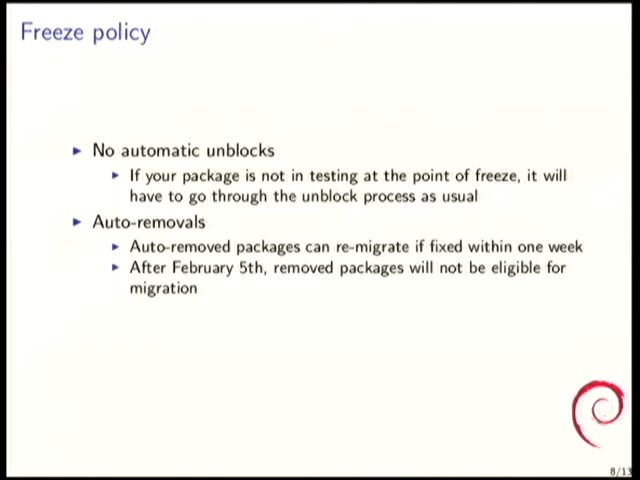 Freeze policy
No automatic unblocks
If your package is not in testing at the point of freeze, it will
have to go through the unblock process as usual
Auto-removals
Auto-removed packages can re-migrate if fixed within one week
After February 5th, removed packages will not be eligible for
migration
8/13